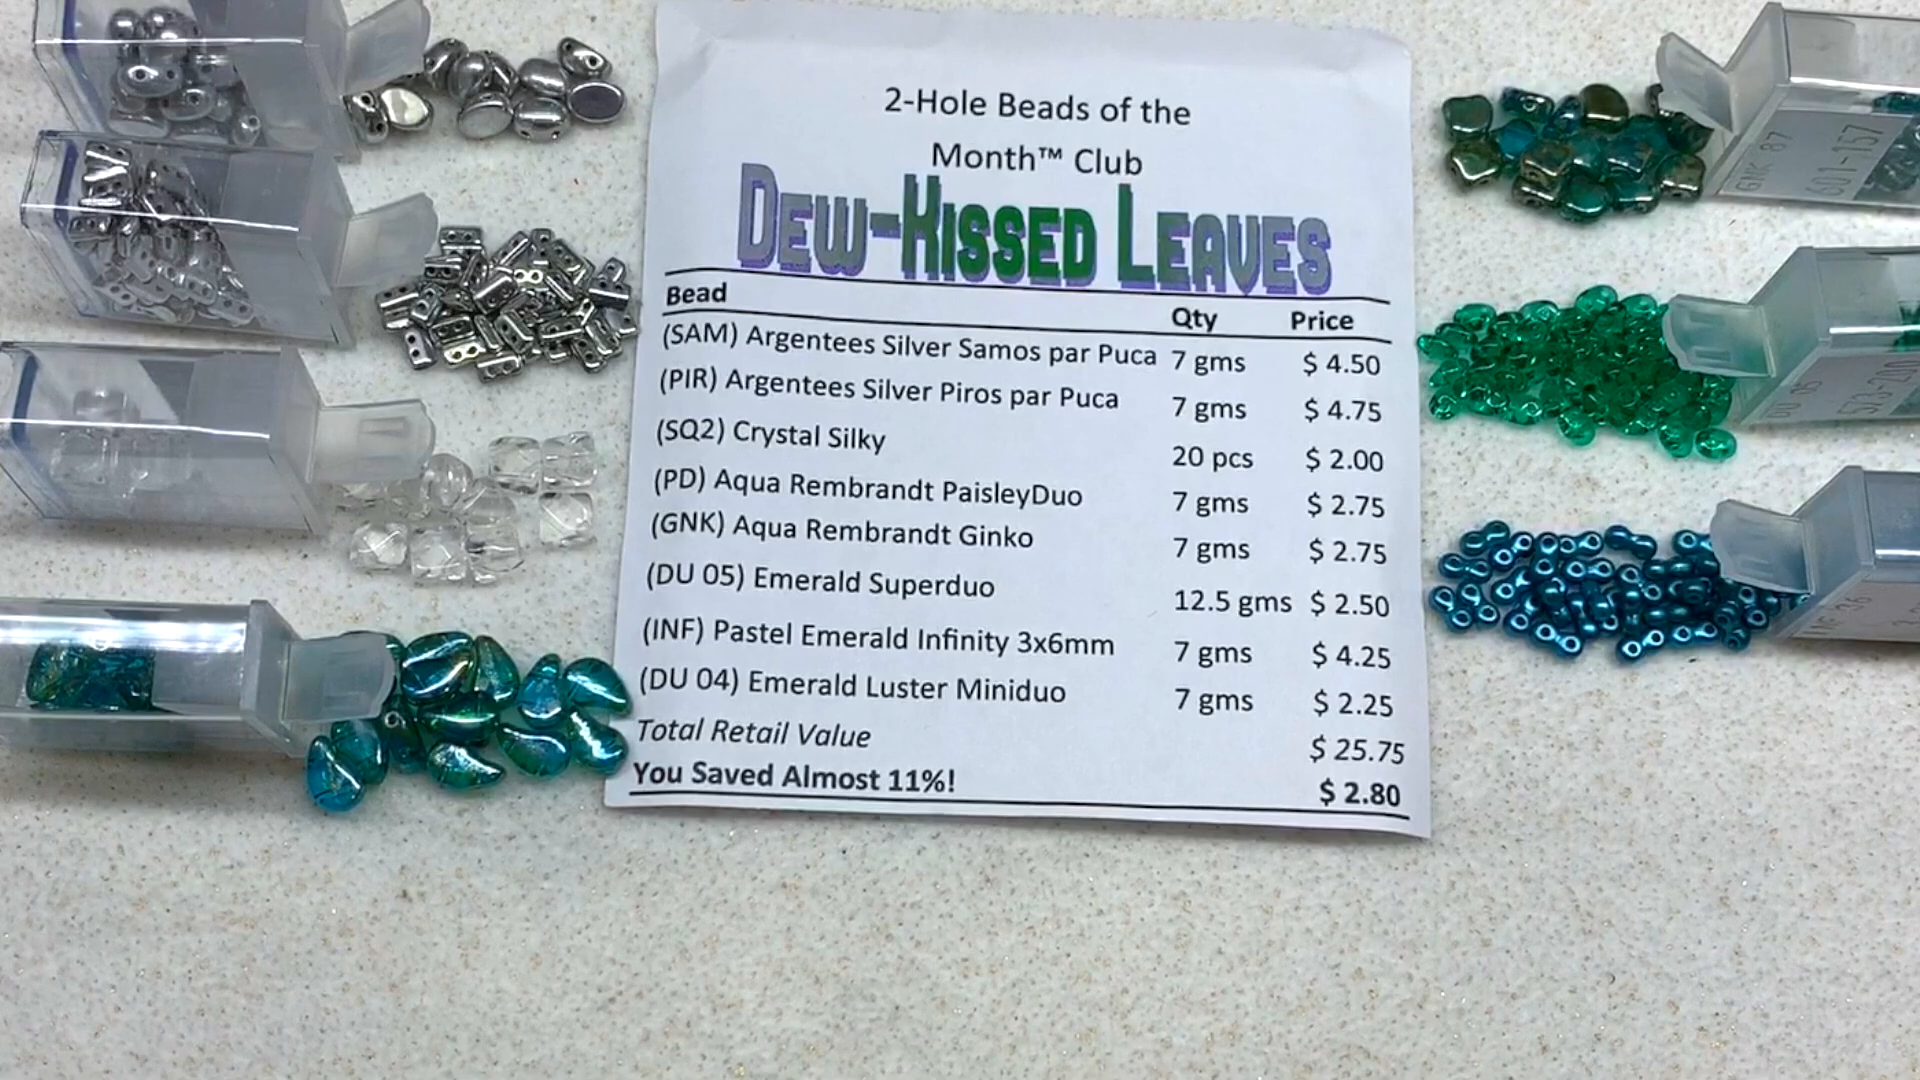 2-Hole Beads of the
Month™ Club
DEW-KISSED LEAVES
Bead Qty Price
(SAM) Argentees Silver Samos par Puca 7 gms $ 4.50
(PIR) Argentees Silver Piros par Puca 7 gms $ 4.75
(SQ2) Crystal Silky 20 pcs $ 2.00
(PD) Aqua Rembrandt PaisleyDuo 7 gms $ 2.75
(GNK) Aqua Rembrandt Ginko 7 gms $ 2.75
(DU 05) Emerald Superduo 12.5 gms $ 2.50
(INF) Pastel Emerald Infinity 3x6mm 7 gms $ 4.25
(DU 04) Emerald Luster Miniduo 7 gms $ 2.25
Total Retail Value $ 25.75
You Saved Almost 11%! $ 2.80
GNK 87
601-157